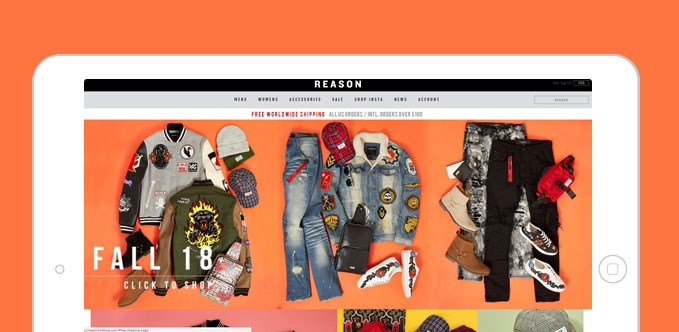 REASON
MENS WOMENS ACCESSORIES SALE SHOP INSTA NEWS ACCOUNT
FREE WORLDWIDE SHIPPING ALL US ORDERS / INTL. ORDERS OVER $100
FALL 18
CLICK TO SHOP